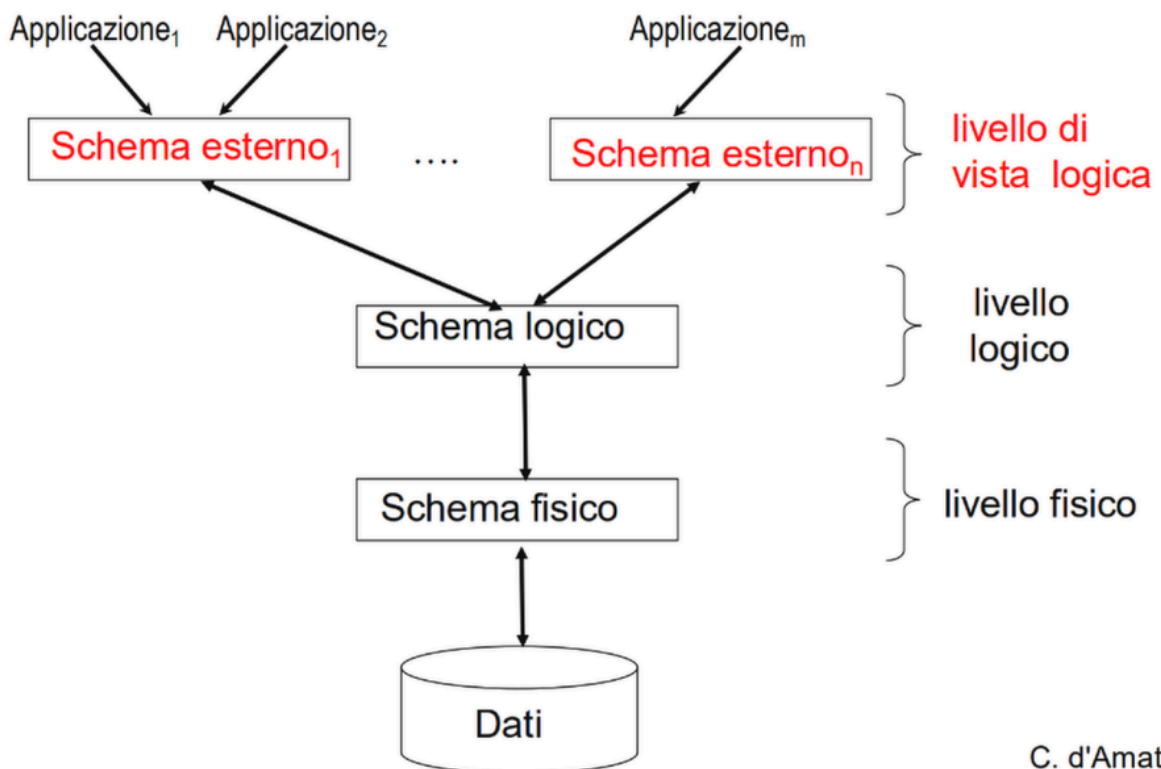 Applicazione₁ Applicazione₂ Applicazioneₘ
Schema esterno₁ .... Schema esternoₙ
livello di
vista logica
Schema logico
livello
logico
Schema fisico
livello fisico
Dati
C. d'Amat